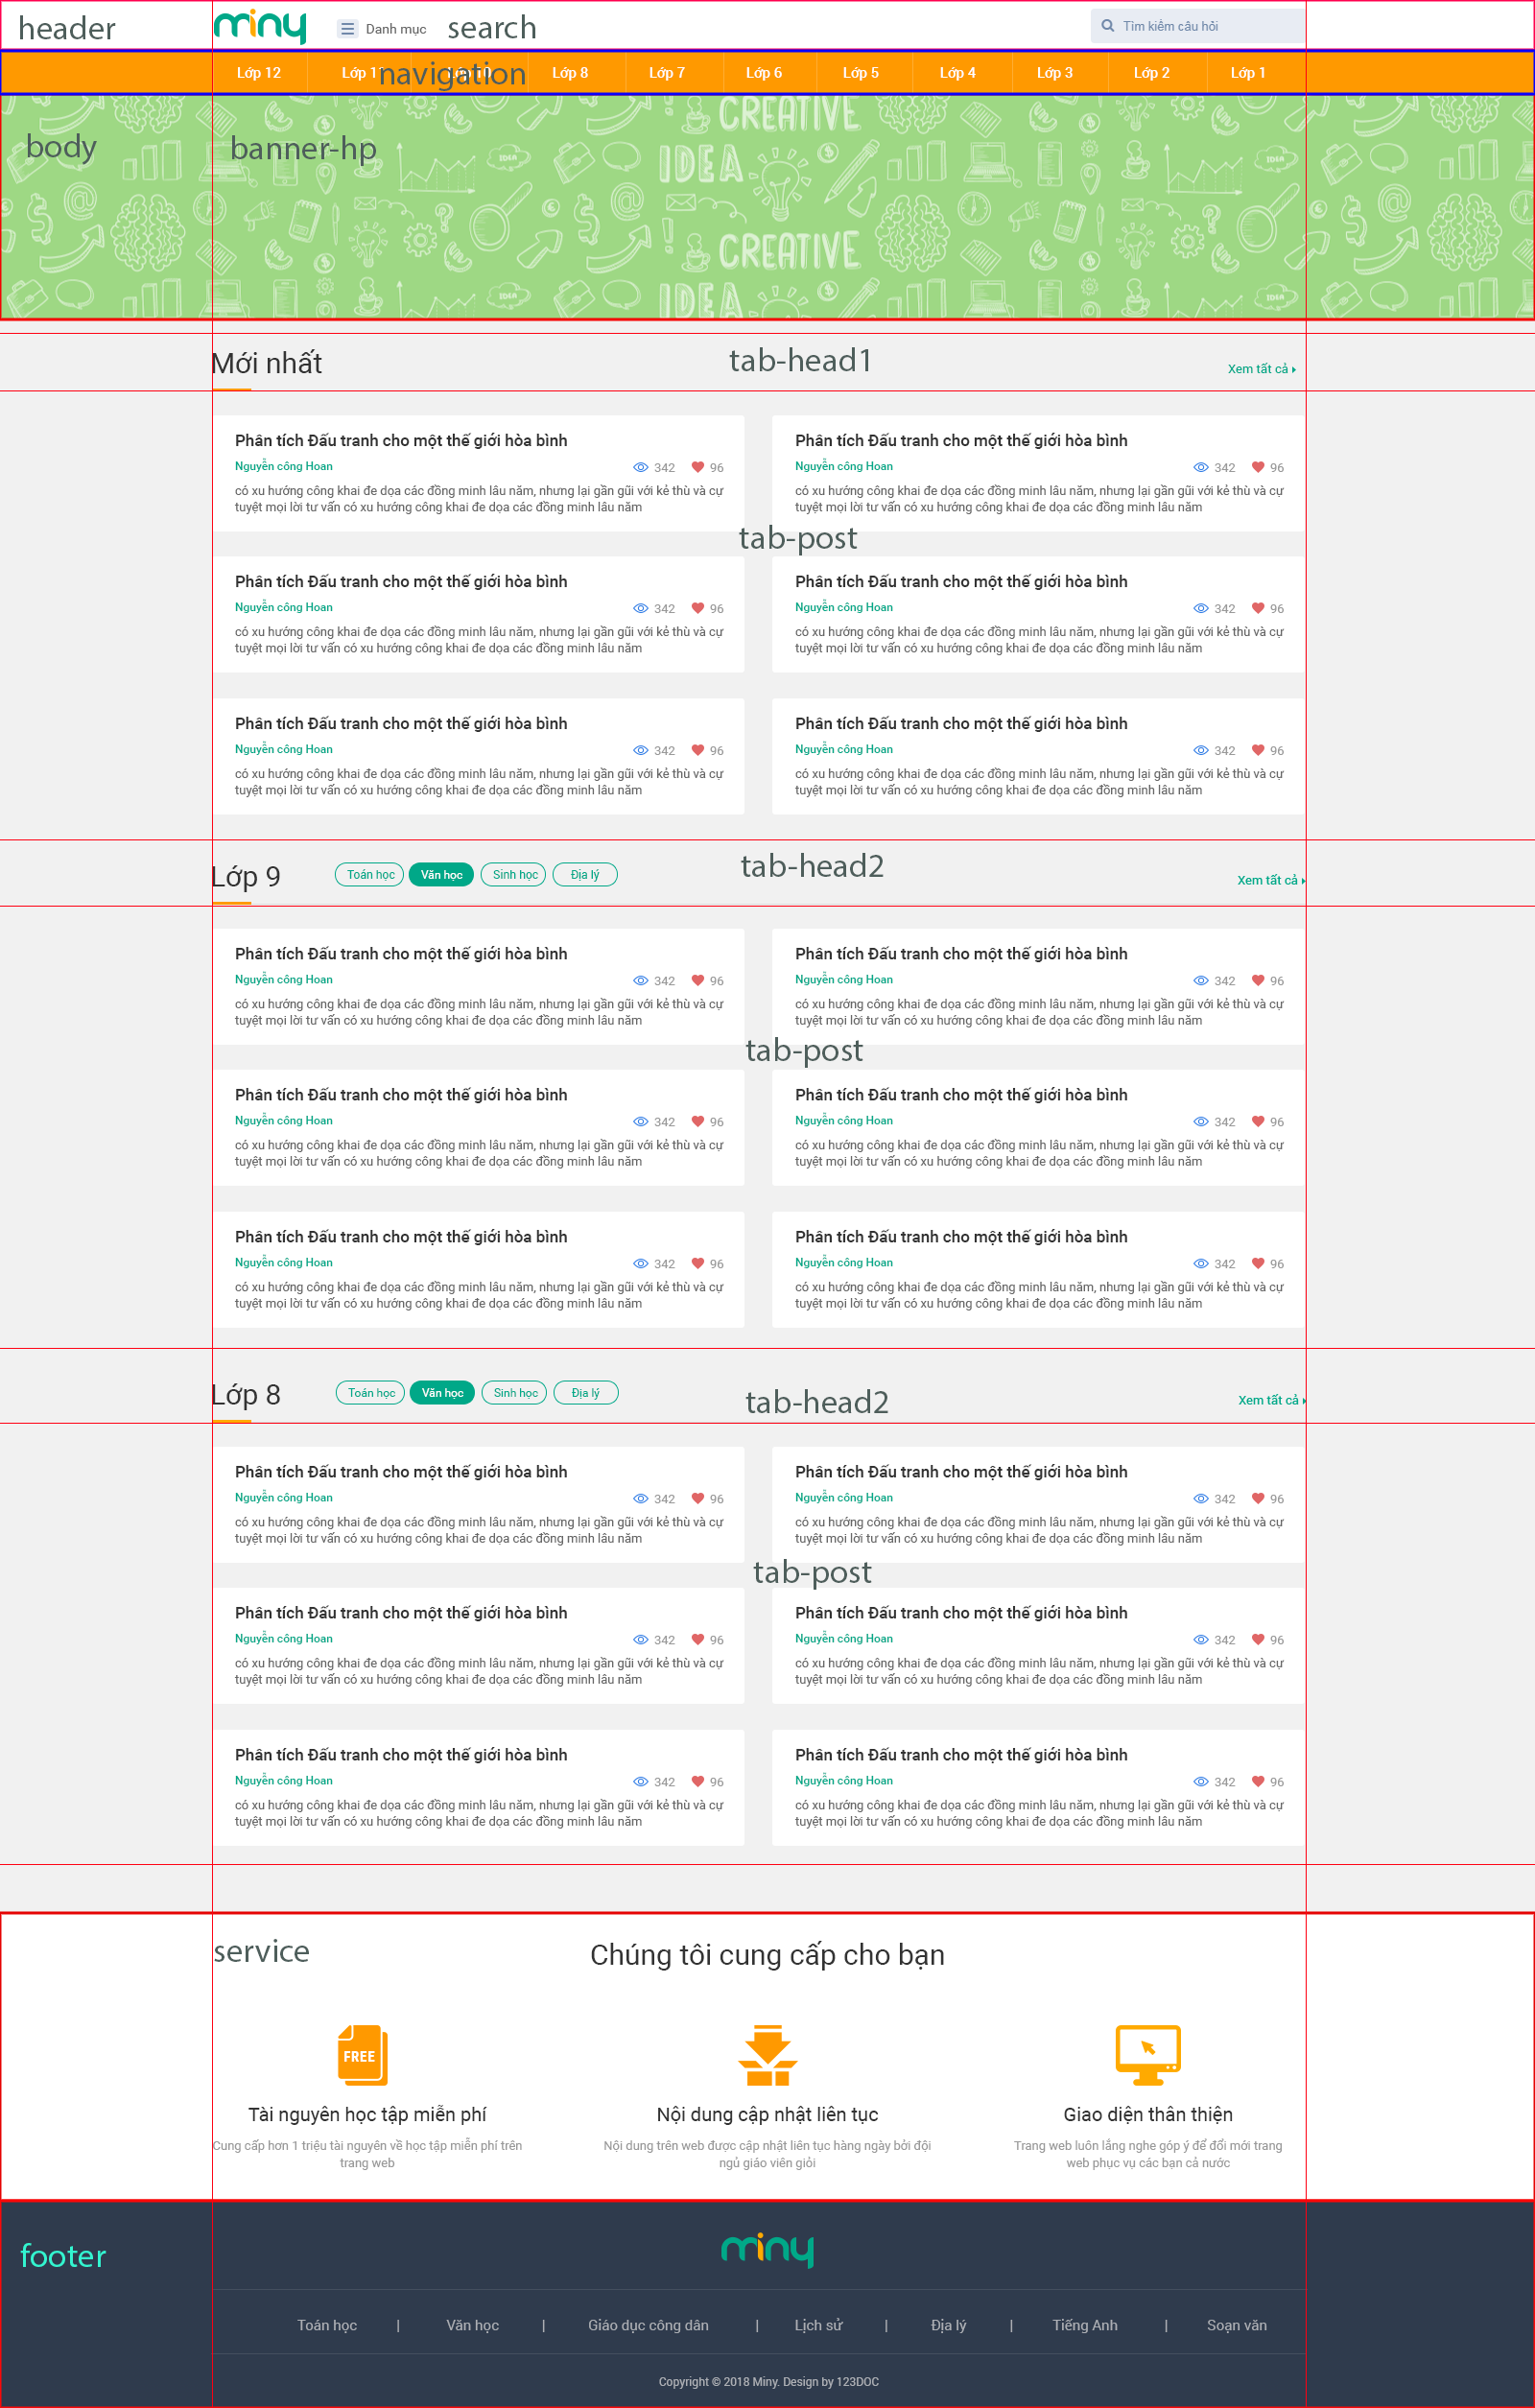 header
miny
Danh mục
search
Tìm kiếm câu hỏi
Lớp 12
Lớp 11
navigation
Lớp 10
Lớp 8
Lớp 7
Lớp 6
Lớp 5
Lớp 4
Lớp 3
Lớp 2
Lớp 1
body
banner-hp
CREATIVE
IDEA
IDEA
IDEA
CREATIVE
IDEA
IDEA
IDEA
Mới nhất
tab-head1
Xem tất cả
Phân tích Đấu tranh cho một thế giới hòa bình
Nguyễn công Hoan
342
96
có xu hướng công khai đe dọa các đồng minh lâu năm, nhưng lại gần gũi với kẻ thù và cự
tuyệt mọi lời tư vấn có xu hướng công khai đe dọa các đồng minh lâu năm
Phân tích Đấu tranh cho một thế giới hòa bình
Nguyễn công Hoan
342
96
có xu hướng công khai đe dọa các đồng minh lâu năm, nhưng lại gần gũi với kẻ thù và cự
tuyệt mọi lời tư vấn có xu hướng công khai đe dọa các đồng minh lâu năm
tab-post
Phân tích Đấu tranh cho một thế giới hòa bình
Nguyễn công Hoan
342
96
có xu hướng công khai đe dọa các đồng minh lâu năm, nhưng lại gần gũi với kẻ thù và cự
tuyệt mọi lời tư vấn có xu hướng công khai đe dọa các đồng minh lâu năm
Phân tích Đấu tranh cho một thế giới hòa bình
Nguyễn công Hoan
342
96
có xu hướng công khai đe dọa các đồng minh lâu năm, nhưng lại gần gũi với kẻ thù và cự
tuyệt mọi lời tư vấn có xu hướng công khai đe dọa các đồng minh lâu năm
Phân tích Đấu tranh cho một thế giới hòa bình
Nguyễn công Hoan
342
96
có xu hướng công khai đe dọa các đồng minh lâu năm, nhưng lại gần gũi với kẻ thù và cự
tuyệt mọi lời tư vấn có xu hướng công khai đe dọa các đồng minh lâu năm
Phân tích Đấu tranh cho một thế giới hòa bình
Nguyễn công Hoan
342
96
có xu hướng công khai đe dọa các đồng minh lâu năm, nhưng lại gần gũi với kẻ thù và cự
tuyệt mọi lời tư vấn có xu hướng công khai đe dọa các đồng minh lâu năm
Lớp 9
Toán học
Văn học
Sinh học
Địa lý
tab-head2
Xem tất cả
Phân tích Đấu tranh cho một thế giới hòa bình
Nguyễn công Hoan
342
96
có xu hướng công khai đe dọa các đồng minh lâu năm, nhưng lại gần gũi với kẻ thù và cự
tuyệt mọi lời tư vấn có xu hướng công khai đe dọa các đồng minh lâu năm
Phân tích Đấu tranh cho một thế giới hòa bình
Nguyễn công Hoan
342
96
có xu hướng công khai đe dọa các đồng minh lâu năm, nhưng lại gần gũi với kẻ thù và cự
tuyệt mọi lời tư vấn có xu hướng công khai đe dọa các đồng minh lâu năm
tab-post
Phân tích Đấu tranh cho một thế giới hòa bình
Nguyễn công Hoan
342
96
có xu hướng công khai đe dọa các đồng minh lâu năm, nhưng lại gần gũi với kẻ thù và cự
tuyệt mọi lời tư vấn có xu hướng công khai đe dọa các đồng minh lâu năm
Phân tích Đấu tranh cho một thế giới hòa bình
Nguyễn công Hoan
342
96
có xu hướng công khai đe dọa các đồng minh lâu năm, nhưng lại gần gũi với kẻ thù và cự
tuyệt mọi lời tư vấn có xu hướng công khai đe dọa các đồng minh lâu năm
Phân tích Đấu tranh cho một thế giới hòa bình
Nguyễn công Hoan
342
96
có xu hướng công khai đe dọa các đồng minh lâu năm, nhưng lại gần gũi với kẻ thù và cự
tuyệt mọi lời tư vấn có xu hướng công khai đe dọa các đồng minh lâu năm
Phân tích Đấu tranh cho một thế giới hòa bình
Nguyễn công Hoan
342
96
có xu hướng công khai đe dọa các đồng minh lâu năm, nhưng lại gần gũi với kẻ thù và cự
tuyệt mọi lời tư vấn có xu hướng công khai đe dọa các đồng minh lâu năm
Lớp 8
Toán học
Văn học
Sinh học
Địa lý
tab-head2
Xem tất cả
Phân tích Đấu tranh cho một thế giới hòa bình
Nguyễn công Hoan
342
96
có xu hướng công khai đe dọa các đồng minh lâu năm, nhưng lại gần gũi với kẻ thù và cự
tuyệt mọi lời tư vấn có xu hướng công khai đe dọa các đồng minh lâu năm
Phân tích Đấu tranh cho một thế giới hòa bình
Nguyễn công Hoan
342
96
có xu hướng công khai đe dọa các đồng minh lâu năm, nhưng lại gần gũi với kẻ thù và cự
tuyệt mọi lời tư vấn có xu hướng công khai đe dọa các đồng minh lâu năm
tab-post
Phân tích Đấu tranh cho một thế giới hòa bình
Nguyễn công Hoan
342
96
có xu hướng công khai đe dọa các đồng minh lâu năm, nhưng lại gần gũi với kẻ thù và cự
tuyệt mọi lời tư vấn có xu hướng công khai đe dọa các đồng minh lâu năm
Phân tích Đấu tranh cho một thế giới hòa bình
Nguyễn công Hoan
342
96
có xu hướng công khai đe dọa các đồng minh lâu năm, nhưng lại gần gũi với kẻ thù và cự
tuyệt mọi lời tư vấn có xu hướng công khai đe dọa các đồng minh lâu năm
Phân tích Đấu tranh cho một thế giới hòa bình
Nguyễn công Hoan
342
96
có xu hướng công khai đe dọa các đồng minh lâu năm, nhưng lại gần gũi với kẻ thù và cự
tuyệt mọi lời tư vấn có xu hướng công khai đe dọa các đồng minh lâu năm
Phân tích Đấu tranh cho một thế giới hòa bình
Nguyễn công Hoan
342
96
có xu hướng công khai đe dọa các đồng minh lâu năm, nhưng lại gần gũi với kẻ thù và cự
tuyệt mọi lời tư vấn có xu hướng công khai đe dọa các đồng minh lâu năm
service
Chúng tôi cung cấp cho bạn
FREE
Tài nguyên học tập miễn phí
Cung cấp hơn 1 triệu tài nguyên về học tập miễn phí trên
trang web
Nội dung cập nhật liên tục
Nội dung trên web được cập nhật liên tục hàng ngày bởi đội
ngủ giáo viên giỏi
Giao diện thân thiện
Trang web luôn lắng nghe góp ý để đổi mới trang
web phục vụ các bạn cả nước
footer
miny
Toán học | Văn học | Giáo dục công dân | Lịch sử | Địa lý | Tiếng Anh | Soạn văn
Copyright © 2018 Miny. Design by 123DOC